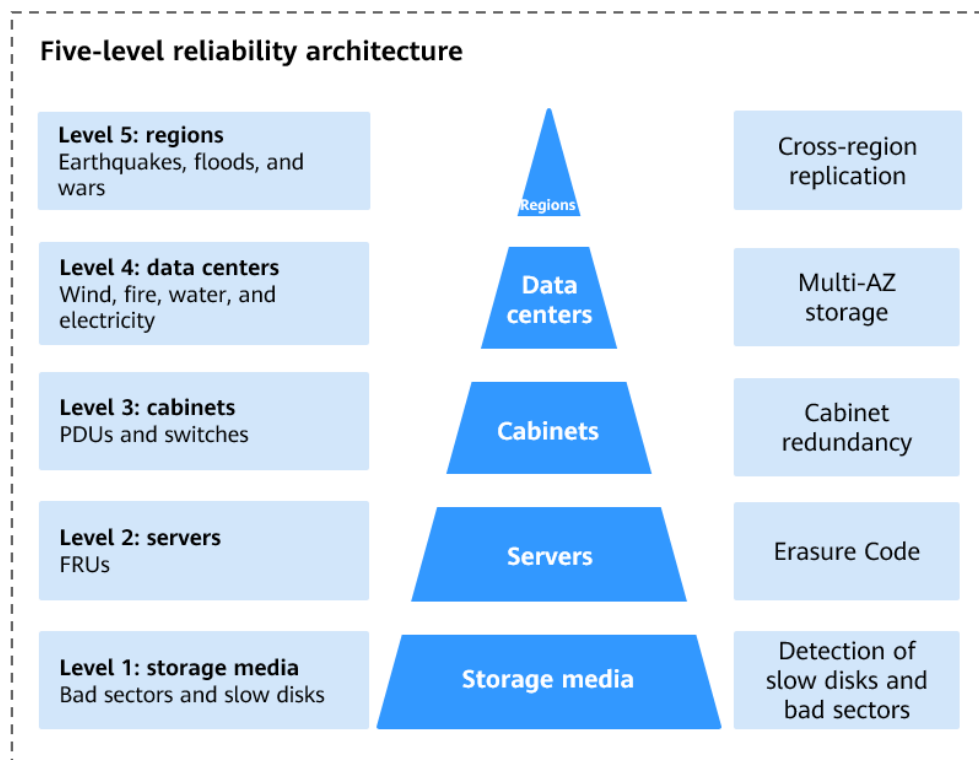 Five-level reliability architecture
Level 5: regions
Earthquakes, floods, and
wars
Regions
Cross-region
replication
Level 4: data centers
Wind, fire, water, and
electricity
Data
centers
Multi-AZ
storage
Level 3: cabinets
PDUs and switches
Cabinets
Cabinet
redundancy
Level 2: servers
FRUs
Servers
Erasure Code
Level 1: storage media
Bad sectors and slow disks
Storage media
Detection of
slow disks and
bad sectors